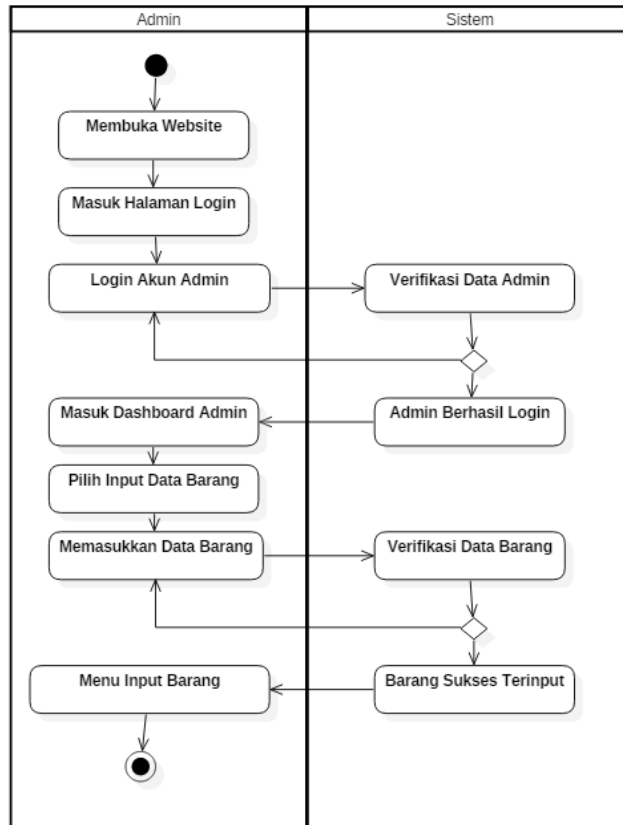 Admin
Sistem
Membuka Website
Masuk Halaman Login
Login Akun Admin
Verifikasi Data Admin
Masuk Dashboard Admin
Admin Berhasil Login
Pilih Input Data Barang
Memasukkan Data Barang
Verifikasi Data Barang
Menu Input Barang
Barang Sukses Terinput